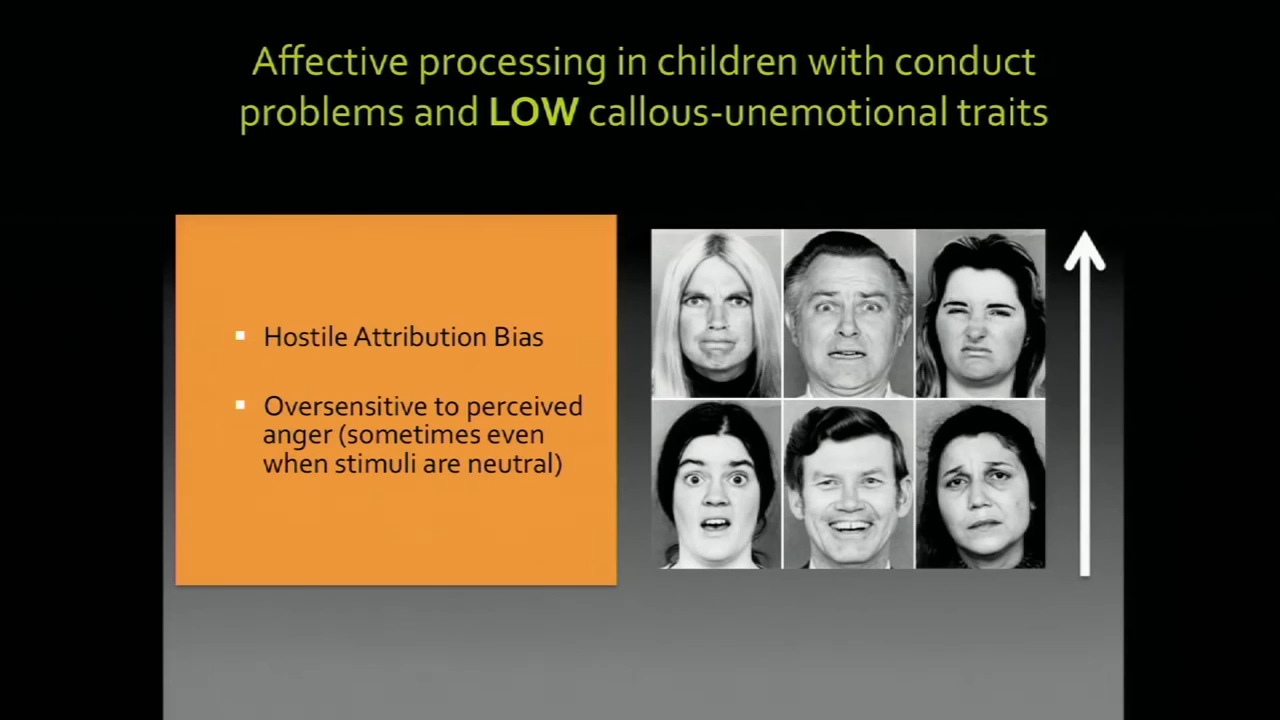 Affective processing in children with conduct
problems and LOW callous-unemotional traits
Hostile Attribution Bias
Oversensitive to perceived
anger (sometimes even
when stimuli are neutral)